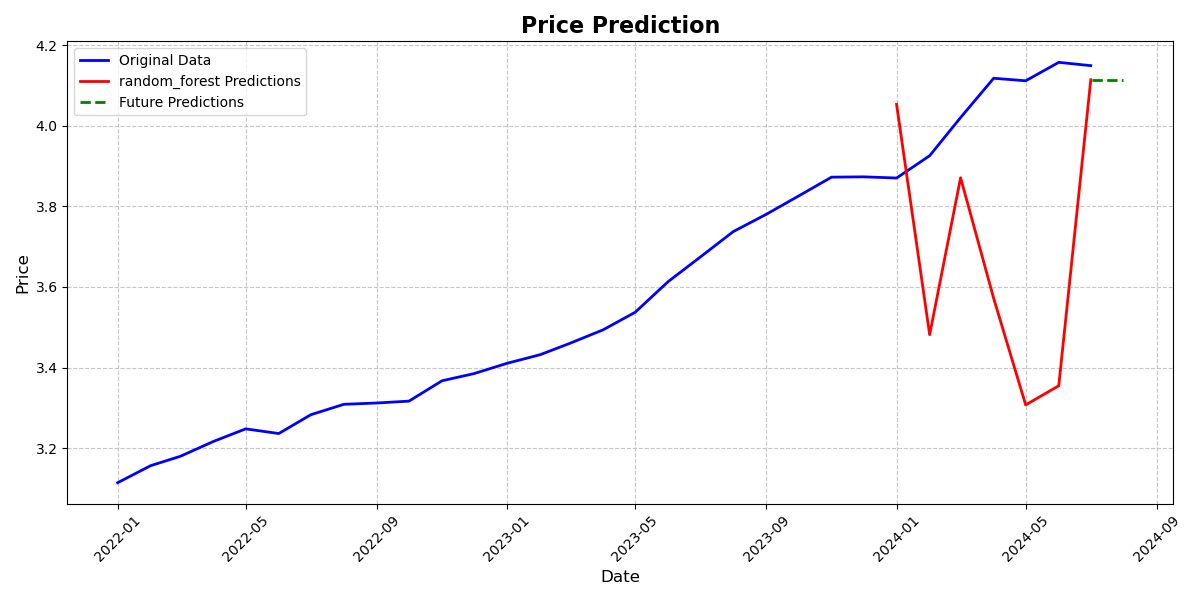 Price Prediction
Original Data
random_forest Predictions
Future Predictions
Price
4.2
4.0
3.8
3.6
3.4
3.2
2022-01
2022-05
2022-09
2023-01
2023-05
2023-09
2024-01
2024-05
2024-09
Date